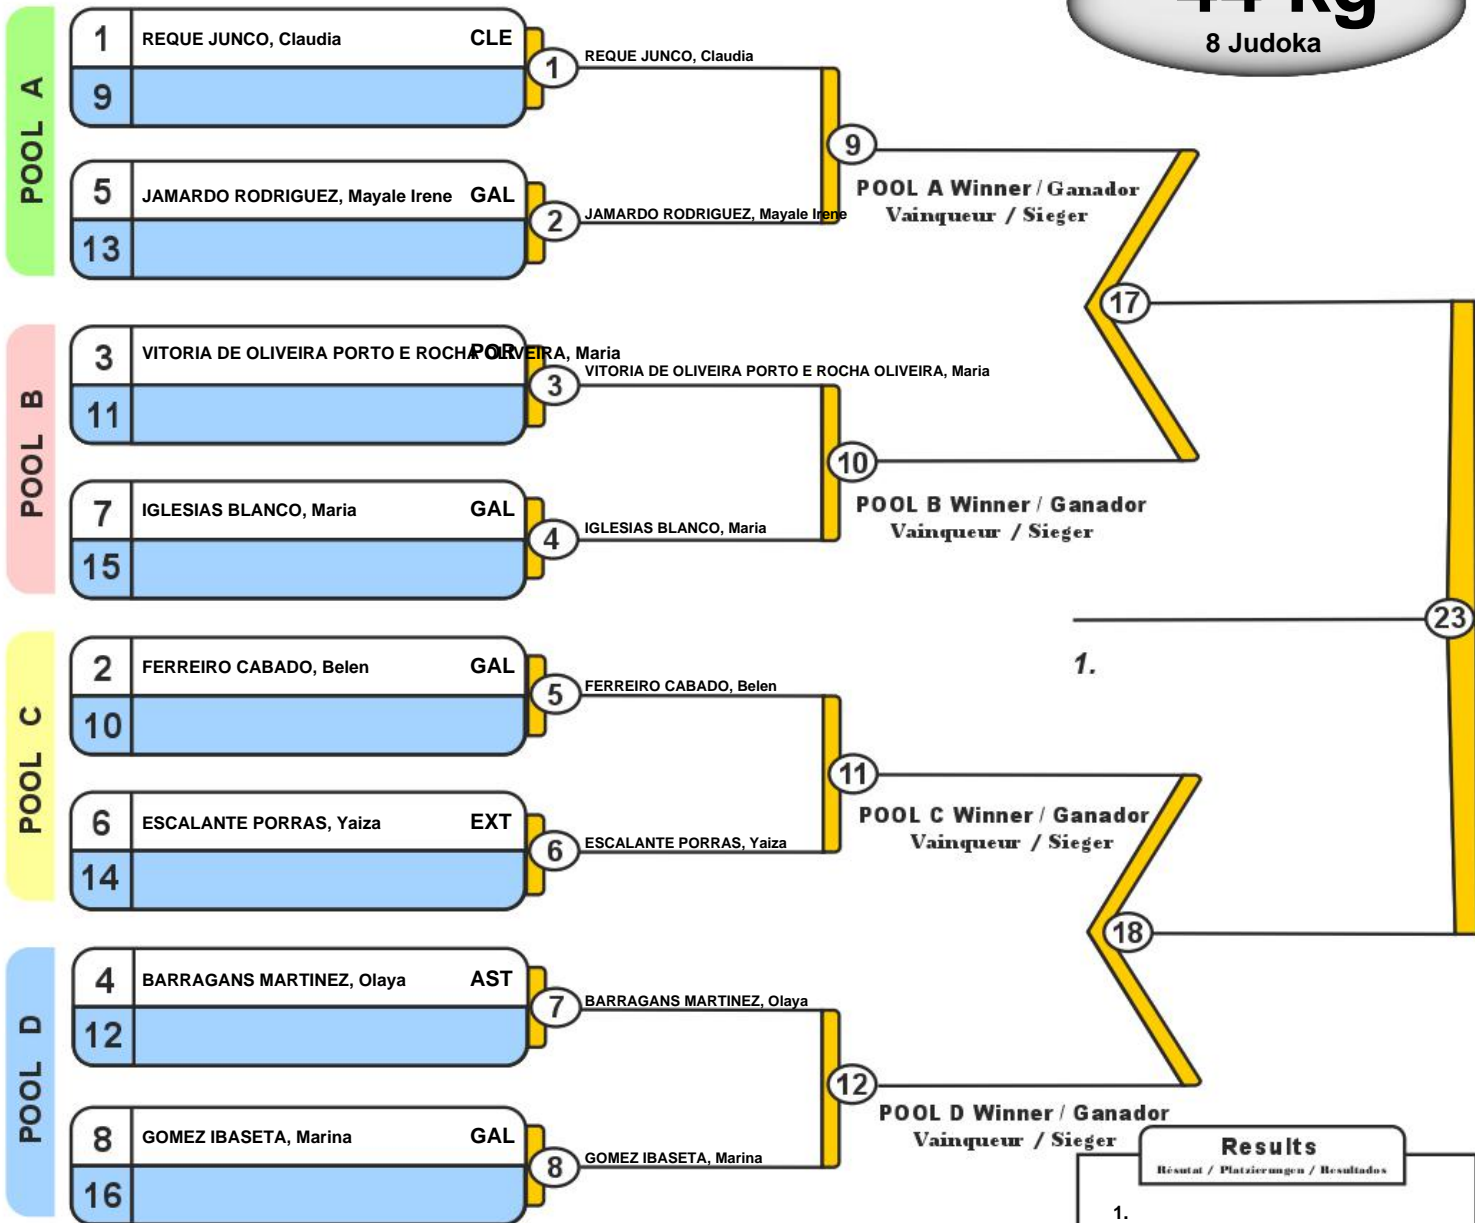 44 kg
8 Judoka
POOL A
1 REQUE JUNCO, Claudia CLE
9
1 REQUE JUNCO, Claudia
5 JAMARDO RODRIGUEZ, Mayale Irene GAL
13
2 JAMARDO RODRIGUEZ, Mayale Irene
9
POOL A Winner / Ganador
Vainqueur / Sieger
17
POOL B
3 VITORIA DE OLIVEIRA PORTO E ROCHA OLIVEIRA, Maria POR
11
3 VITORIA DE OLIVEIRA PORTO E ROCHA OLIVEIRA, Maria
7 IGLESIAS BLANCO, Maria GAL
15
4 IGLESIAS BLANCO, Maria
10
POOL B Winner / Ganador
Vainqueur / Sieger
23
1.
POOL C
2 FERREIRO CABADO, Belen GAL
10
5 FERREIRO CABADO, Belen
6 ESCALANTE PORRAS, Yaiza EXT
14
6 ESCALANTE PORRAS, Yaiza
11
POOL C Winner / Ganador
Vainqueur / Sieger
18
POOL D
4 BARRAGANS MARTINEZ, Olaya AST
12
7 BARRAGANS MARTINEZ, Olaya
8 GOMEZ IBASETA, Marina GAL
16
8 GOMEZ IBASETA, Marina
12
POOL D Winner / Ganador
Vainqueur / Sieger
Results
Résutat / Platzierungen / Resultados
1.